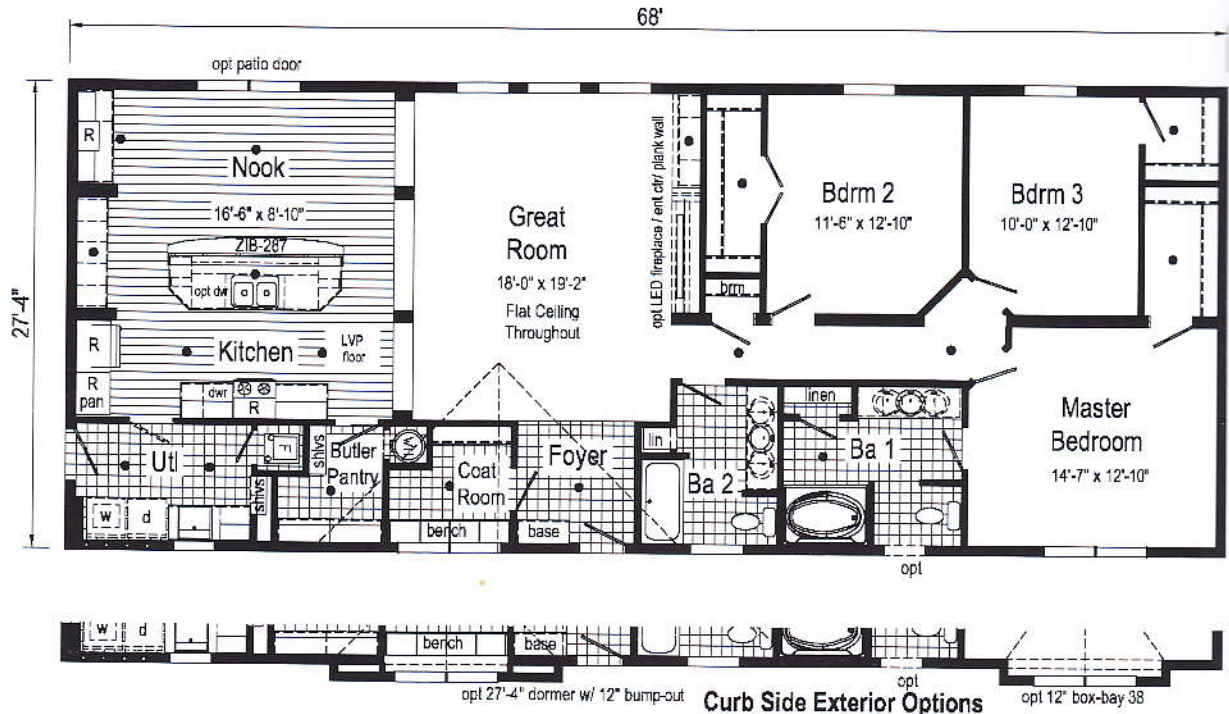 68'
opt patio door
27'-4"
R
Nook
16'-6" x 8'-10"
ZIB-287
opt dwr
Kitchen
LVP
floor
R
R
pan
dwr
R
Great
Room
18'-0" x 19'-2"
Flat Ceiling
Throughout
opt LED fireplace / ent ctr/ plank wall
brm
Bdrm 2
11'-6" x 12'-10"
Bdrm 3
10'-0" x 12'-10"
Utl
F
shlvs
shlvs
Butler
Pantry
WH
Coat
Room
Foyer
lin
Ba 2
linen
Ba 1
Master
Bedroom
14'-7" x 12'-10"
w
d
bench
base
opt
w
d
bench
base
opt 27'-4" dormer w/ 12" bump-out
Curb Side Exterior Options
opt
opt 12" box-bay 38